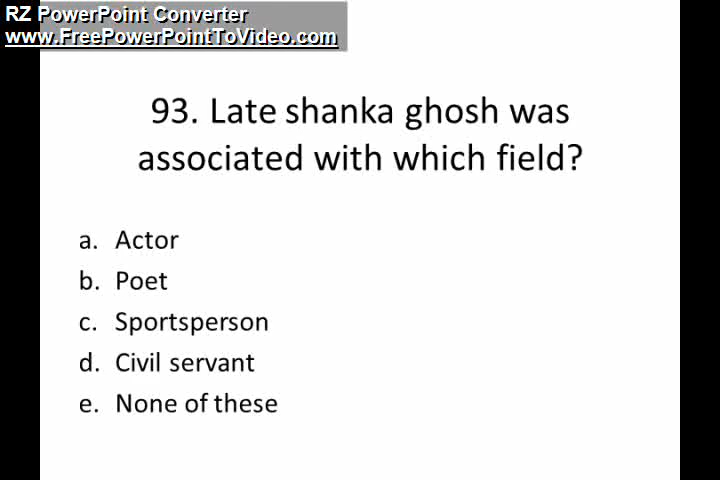 RZ PowerPoint Converter
www.FreePowerPointToVideo.com
93. Late shanka ghosh was
associated with which field?
a. Actor
b. Poet
c. Sportsperson
d. Civil servant
e. None of these